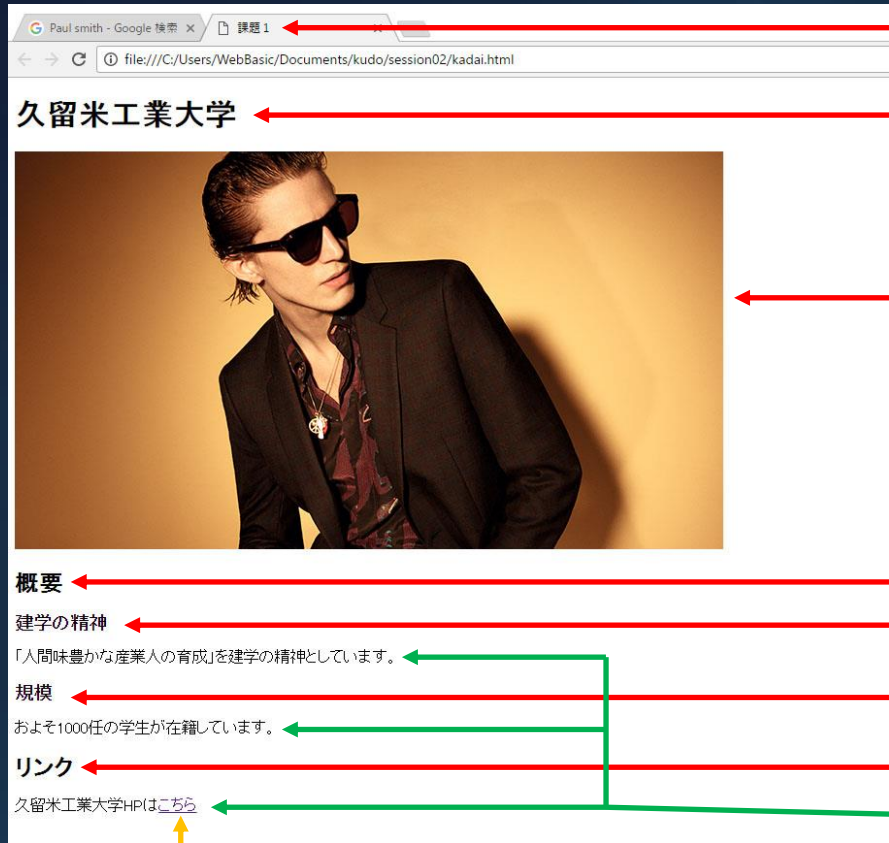 Paul smith - Google 検索
課題１
file:///C:/Users/WebBasic/Documents/kudo/session02/kadai.html
久留米工業大学
概要
建学の精神
「人間味豊かな産業人の育成」を建学の精神としています。
規模
およそ1000任の学生が在籍しています。
リンク
久留米工業大学HPはこちら